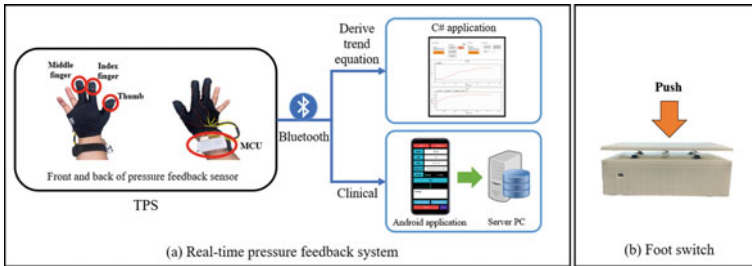 Middle
finger
Index
finger
Thumb
MCU
Front and back of pressure feedback sensor
TPS
Bluetooth
Derive
trend
equation
C# application
Clinical
Android application
Server PC
(a) Real-time pressure feedback system
Push
(b) Foot switch